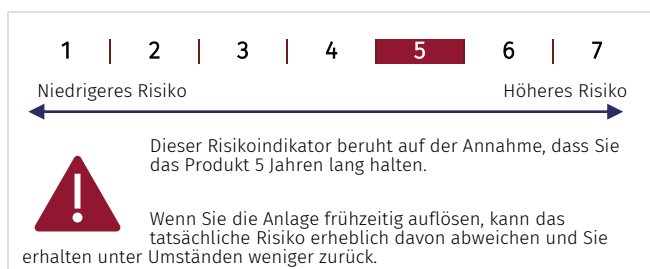 1 | 2 | 3 | 4 | 5 | 6 | 7
Niedrigeres Risiko Höheres Risiko
Dieser Risikoindikator beruht auf der Annahme, dass Sie
das Produkt 5 Jahren lang halten.
Wenn Sie die Anlage frühzeitig auflösen, kann das
tatsächliche Risiko erheblich davon abweichen und Sie
erhalten unter Umständen weniger zurück.